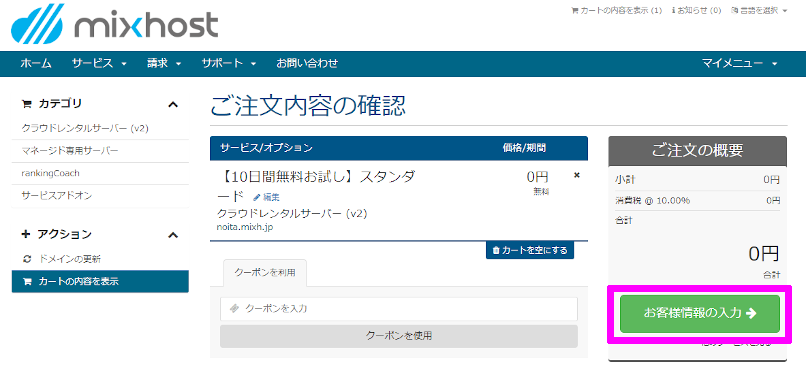 mixhost
カートの内容を表示 (1) お知らせ (0) 言語を選択
ホーム サービス 請求 サポート お問い合わせ マイメニュー
カテゴリ
クラウドレンタルサーバー (v2)
マネージド専用サーバー
rankingCoach
サービスアドオン
アクション
ドメインの更新
カートの内容を表示
ご注文内容の確認
サービス/オプション 価格/期間
【10日間無料お試し】スタンダ
ード 編集
0円
無料
クラウドレンタルサーバー (v2)
noita.mixh.jp
カートを空にする
クーポンを利用
クーポンを入力
クーポンを使用
ご注文の概要
小計 0円
消費税 @ 10.00% 0円
合計
0円
合計
お客様情報の入力